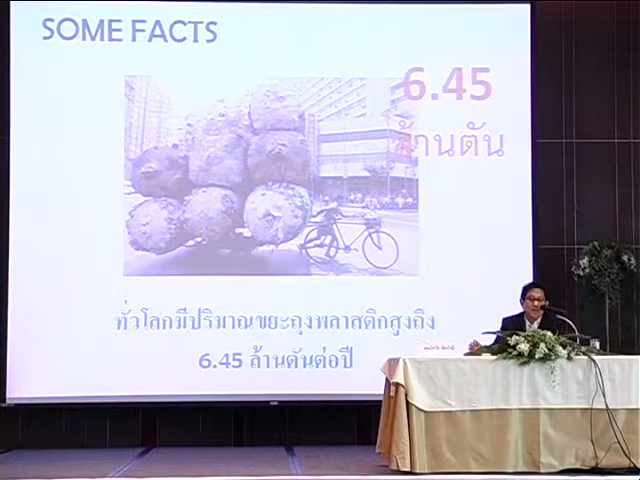 SOME FACTS
6.45
ล้านตัน
ทั่วโลกมีปริมาณขยะถุงพลาสติกสูงถึง
6.45 ล้านตันต่อปี